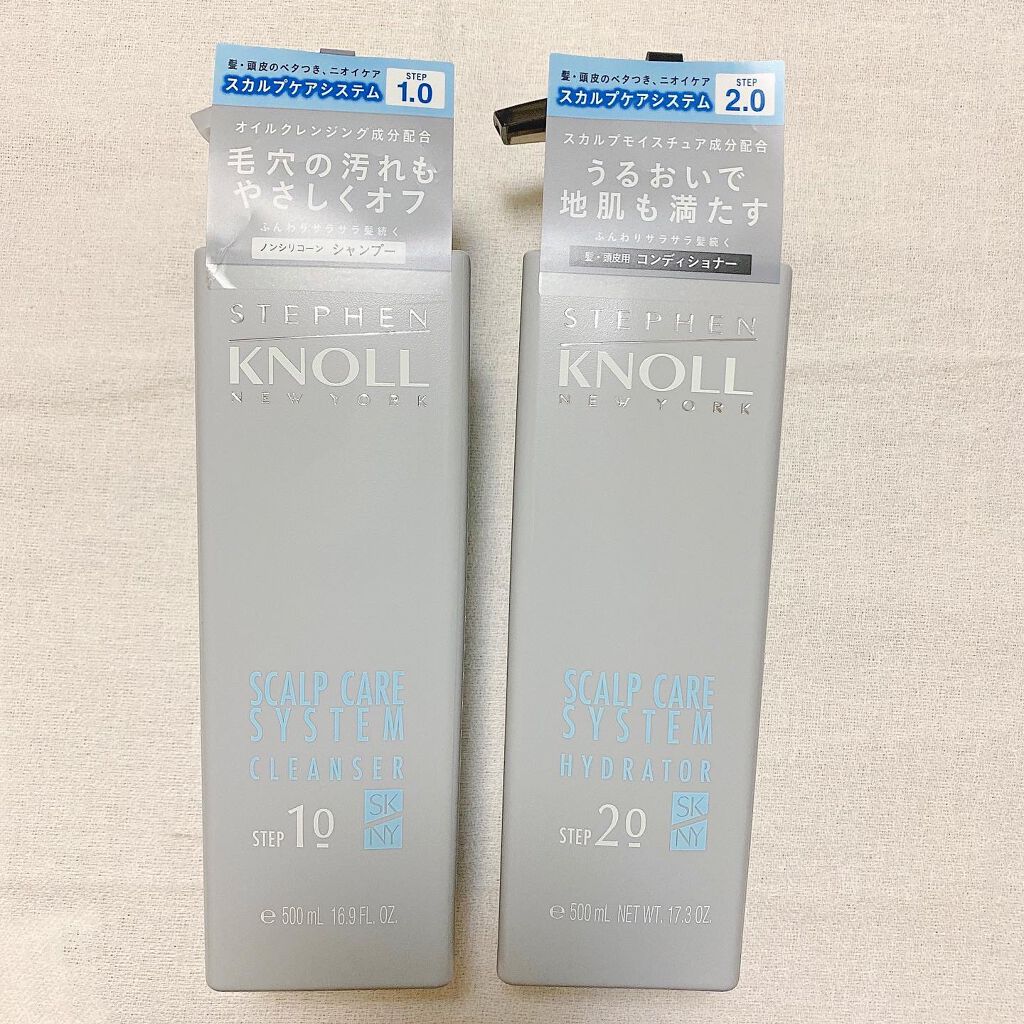 髪・頭皮のベタつき、ニオイケア
スカルプケアシステム
STEP
1.0
オイルクレンジング成分配合
毛穴の汚れも
やさしくオフ
ふんわりサラサラ髪続く
ノンシリコーン シャンプー
STEPHEN
KNOLL
NEW YORK
SCALP CARE
SYSTEM
CLEANSER
STEP 1.0
SK
NY
e 500 mL 16.9 FL. OZ.
髪・頭皮のベタつき、ニオイケア
スカルプケアシステム
STEP
2.0
スカルプモイスチュア成分配合
うるおいで
地肌も満たす
ふんわりサラサラ髪続く
髪・頭皮用 コンディショナー
STEPHEN
KNOLL
NEW YORK
SCALP CARE
SYSTEM
HYDRATOR
STEP 2.0
SK
NY
e 500 mL NET WT. 17.3 OZ.